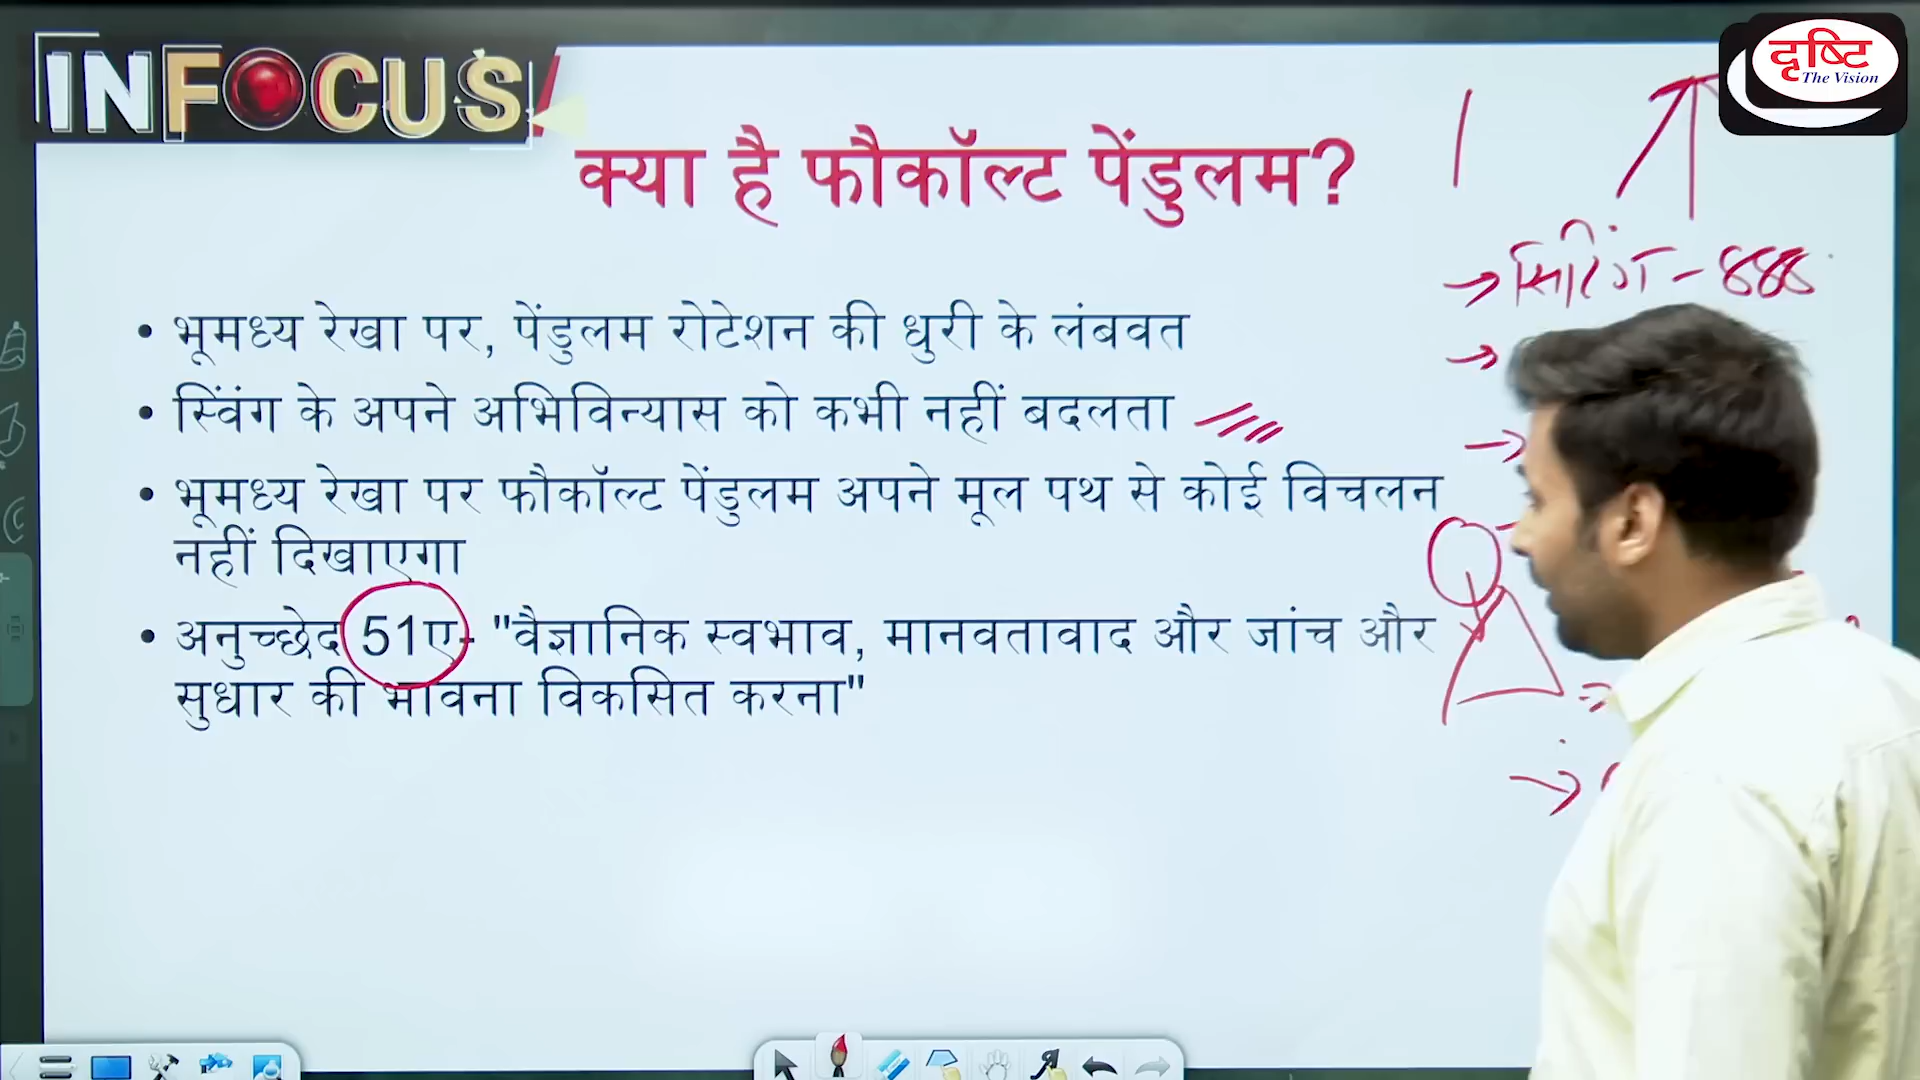 INFOCUS
दृष्टि
The Vision
क्या है फौकॉल्ट पेंडुलम?
→ सिटिंग - 888
• भूमध्य रेखा पर, पेंडुलम रोटेशन की धुरी के लंबवत
• स्विंग के अपने अभिविन्यास को कभी नहीं बदलता
• भूमध्य रेखा पर फौकॉल्ट पेंडुलम अपने मूल पथ से कोई विचलन
नहीं दिखाएगा
• अनुच्छेद 51ए- "वैज्ञानिक स्वभाव, मानवतावाद और जांच और
सुधार की भावना विकसित करना"